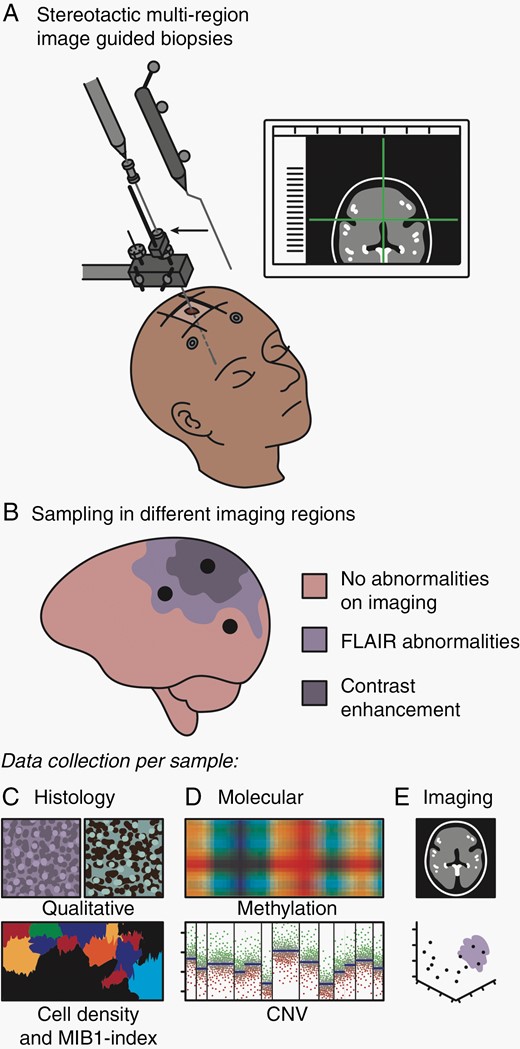 A Stereotactic multi-region
image guided biopsies
B Sampling in different imaging regions
No abnormalities
on imaging
FLAIR abnormalities
Contrast
enhancement
Data collection per sample:
C Histology
D Molecular
E Imaging
Qualitative
Methylation
Cell density
and MIB1-index
CNV